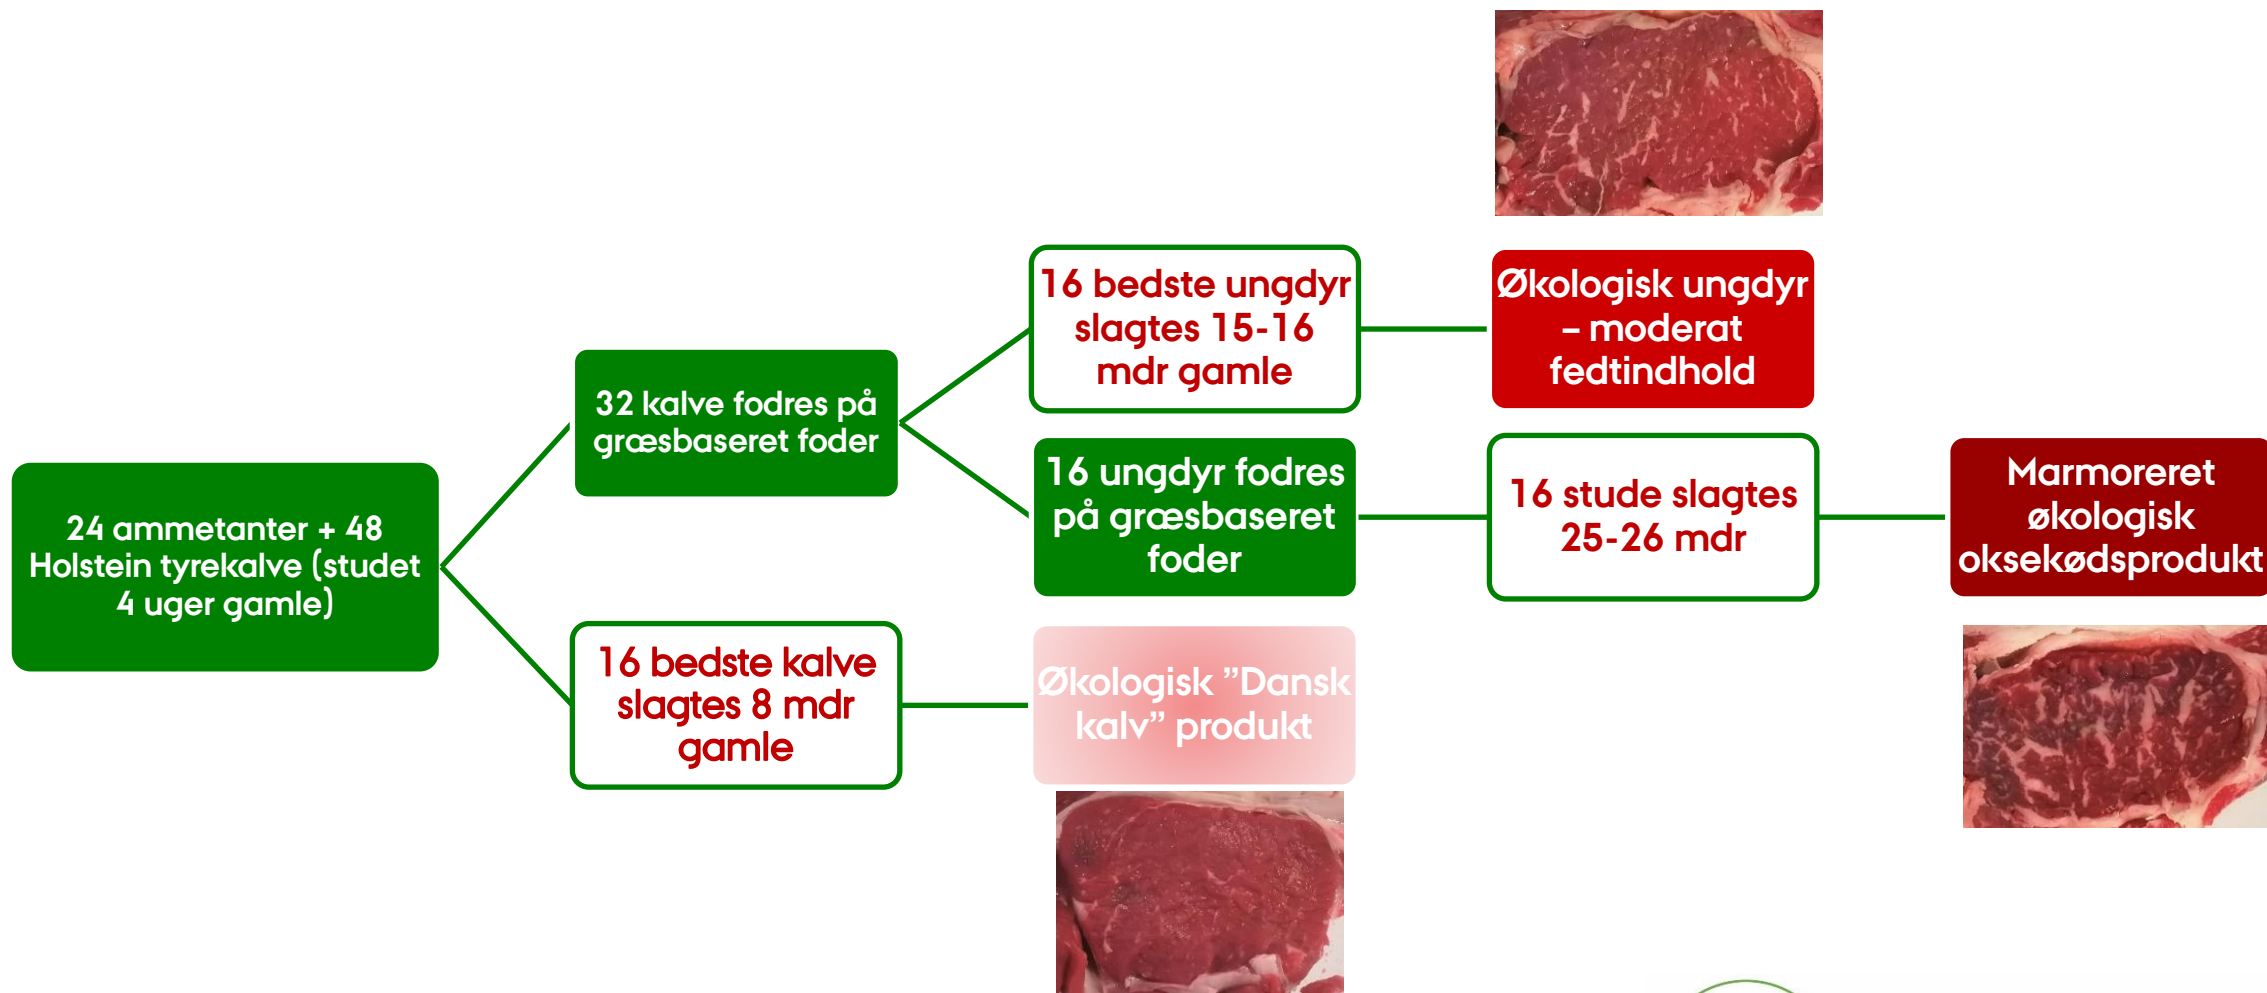 24 ammetanter + 48
Holstein tyrekalve (studet
4 uger gamle)
32 kalve fodres på
græsbaseret foder
16 bedste kalve
slagtes 8 mdr
gamle
16 bedste ungdyr
slagtes 15-16
mdr gamle
16 ungdyr fodres
på græsbaseret
foder
Økologisk ”Dansk
kalv” produkt
Økologisk ungdyr
– moderat
fedtindhold
16 stude slagtes
25-26 mdr
Marmoreret
økologisk
oksekødsprodukt